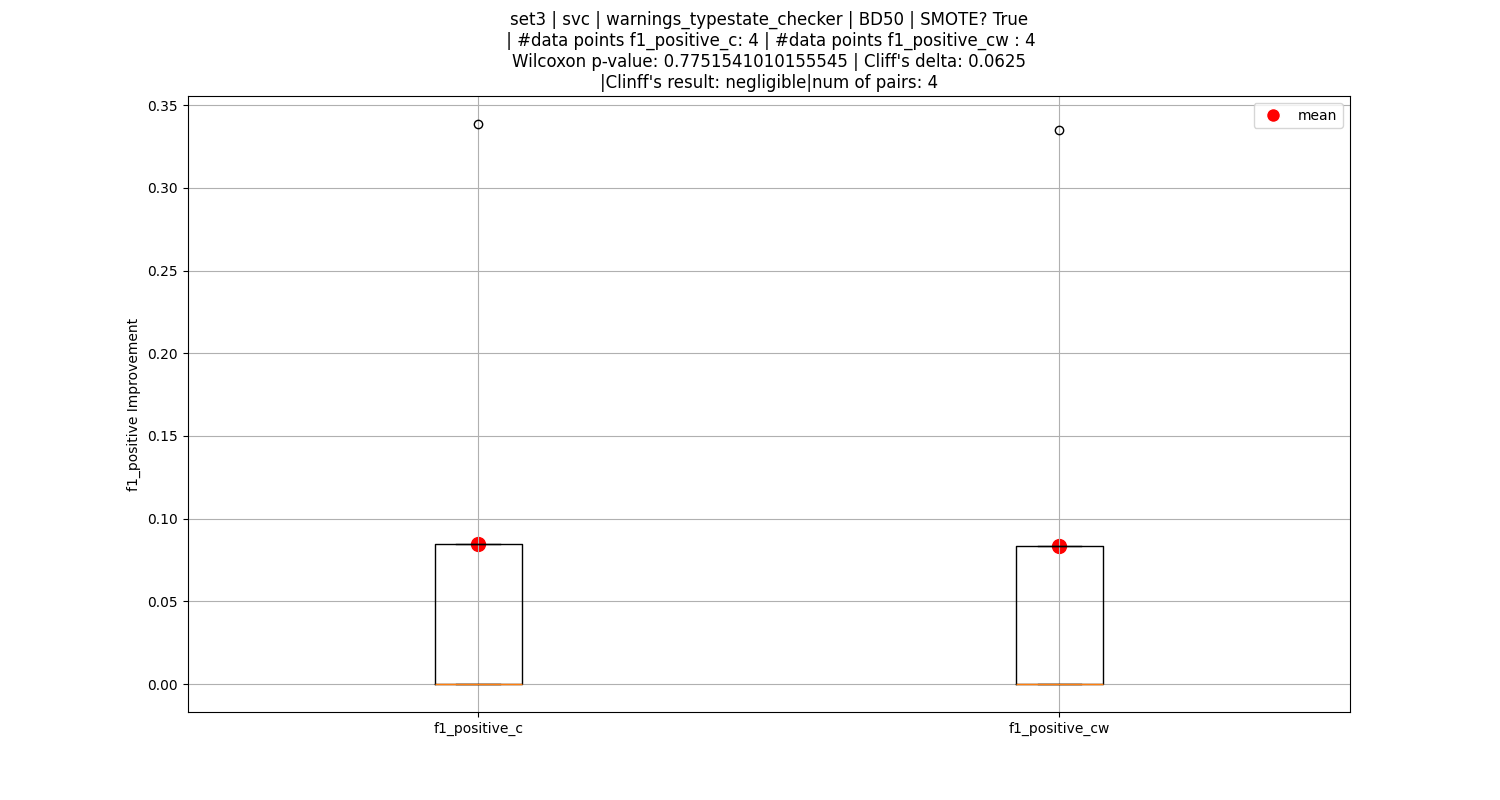 set3 | svc | warnings_typestate_checker | BD50 | SMOTE? True
| #data points f1_positive_c: 4 | #data points f1_positive_cw : 4
Wilcoxon p-value: 0.7751541010155545 | Cliff's delta: 0.0625
|Clinff's result: negligible|num of pairs: 4
mean
0.35
0.30
0.25
0.20
0.15
0.10
0.05
0.00
f1_positive Improvement
f1_positive_c
f1_positive_cw